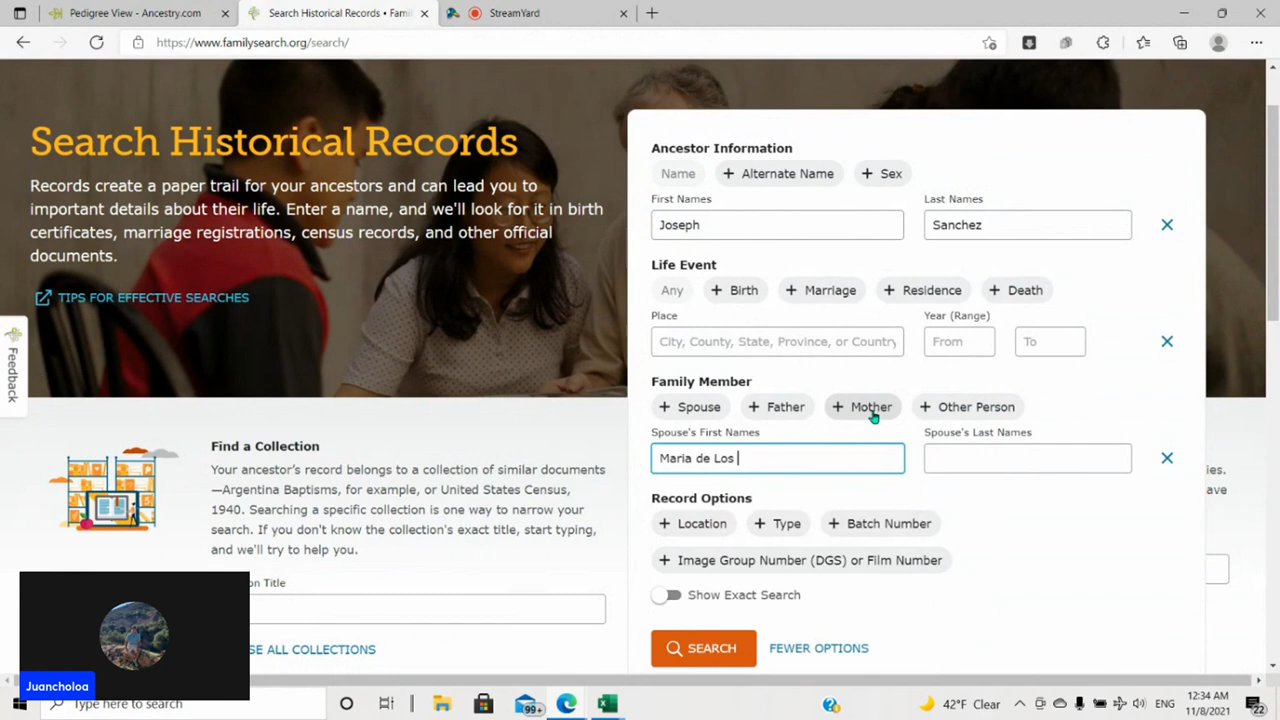 Pedigree View - Ancestry.com
Search Historical Records • Fami
StreamYard
https://www.familysearch.org/search/
Search Historical Records
Records create a paper trail for your ancestors and can lead you to
important details about their life. Enter a name, and we'll look for it in birth
certificates, marriage registrations, census records, and other official
documents.
TIPS FOR EFFECTIVE SEARCHES
Feedback
Ancestor Information
Name
+ Alternate Name
+ Sex
First Names
Last Names
Joseph
Sanchez
Life Event
Any
+ Birth
+ Marriage
+ Residence
+ Death
Place
Year (Range)
City, County, State, Province, or Country
From
To
Family Member
+ Spouse
+ Father
+ Mother
+ Other Person
Spouse's First Names
Spouse's Last Names
Maria de Los
Record Options
+ Location
+ Type
+ Batch Number
+ Image Group Number (DGS) or Film Number
Show Exact Search
SEARCH
FEWER OPTIONS
Find a Collection
Your ancestor's record belongs to a collection of similar documents
—Argentina Baptisms, for example, or United States Census,
1940. Searching a specific collection is one way to narrow your
search. If you don't know the collection's exact title, start typing,
and we'll try to help you.
on Title
SE ALL COLLECTIONS
ies.
ave
Juancholoa
Type here to search
99+
42°F Clear
ENG
12:34 AM
11/8/2021
22